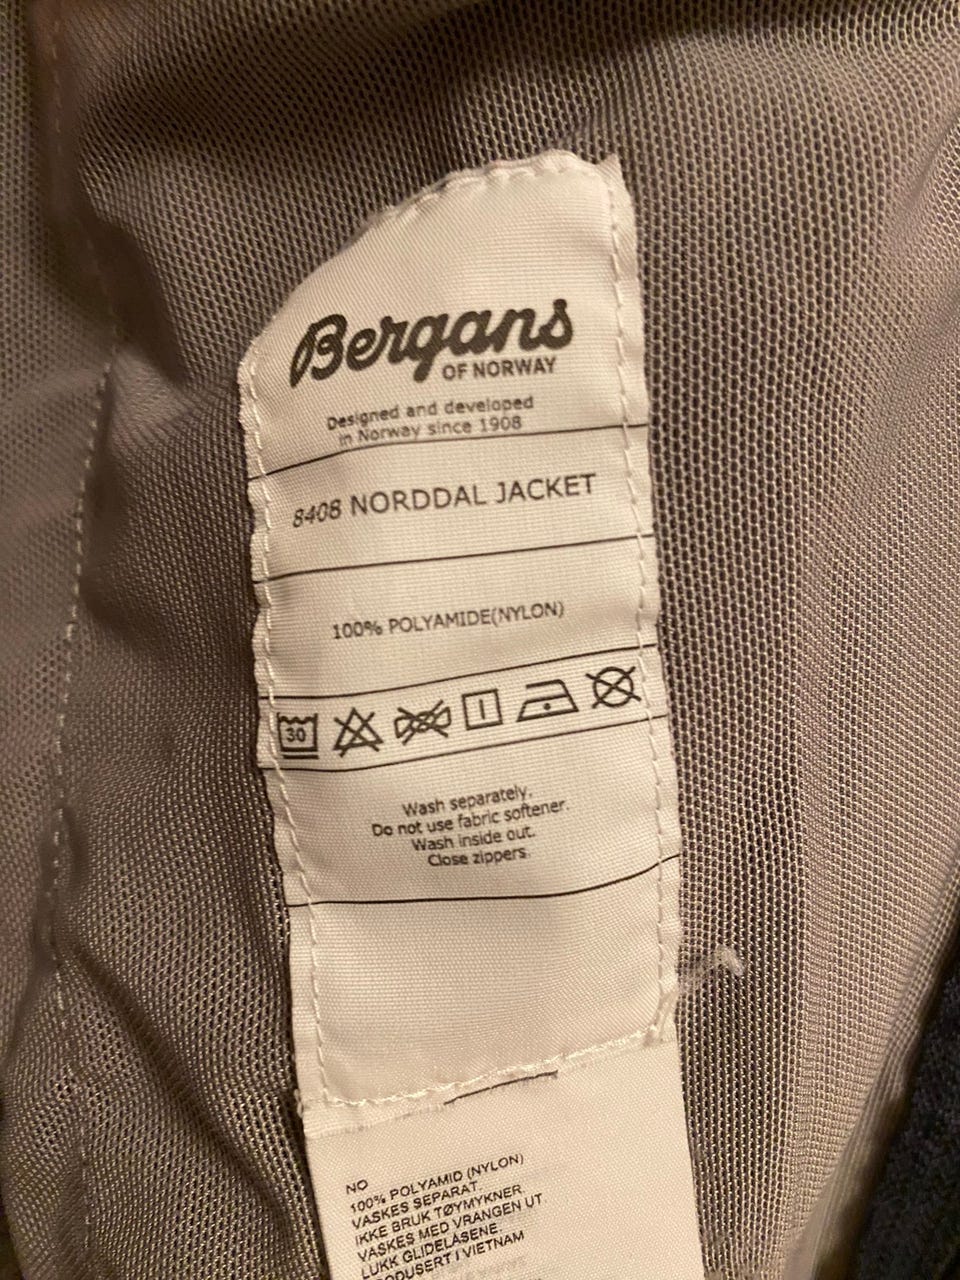 Bergans
OF NORWAY
Designed and developed
in Norway since 1908
8408 NORDDAL JACKET
100% POLYAMIDE(NYLON)
30
Wash separately.
Do not use fabric softener.
Wash inside out.
Close zippers.
NO
100% POLYAMID (NYLON)
VASKES SEPARAT.
IKKE BRUK TØYMYKNER
VASKES MED VRANGEN UT
LUKK GLIDELÅSENE.
PRODUSERT I VIETNAM